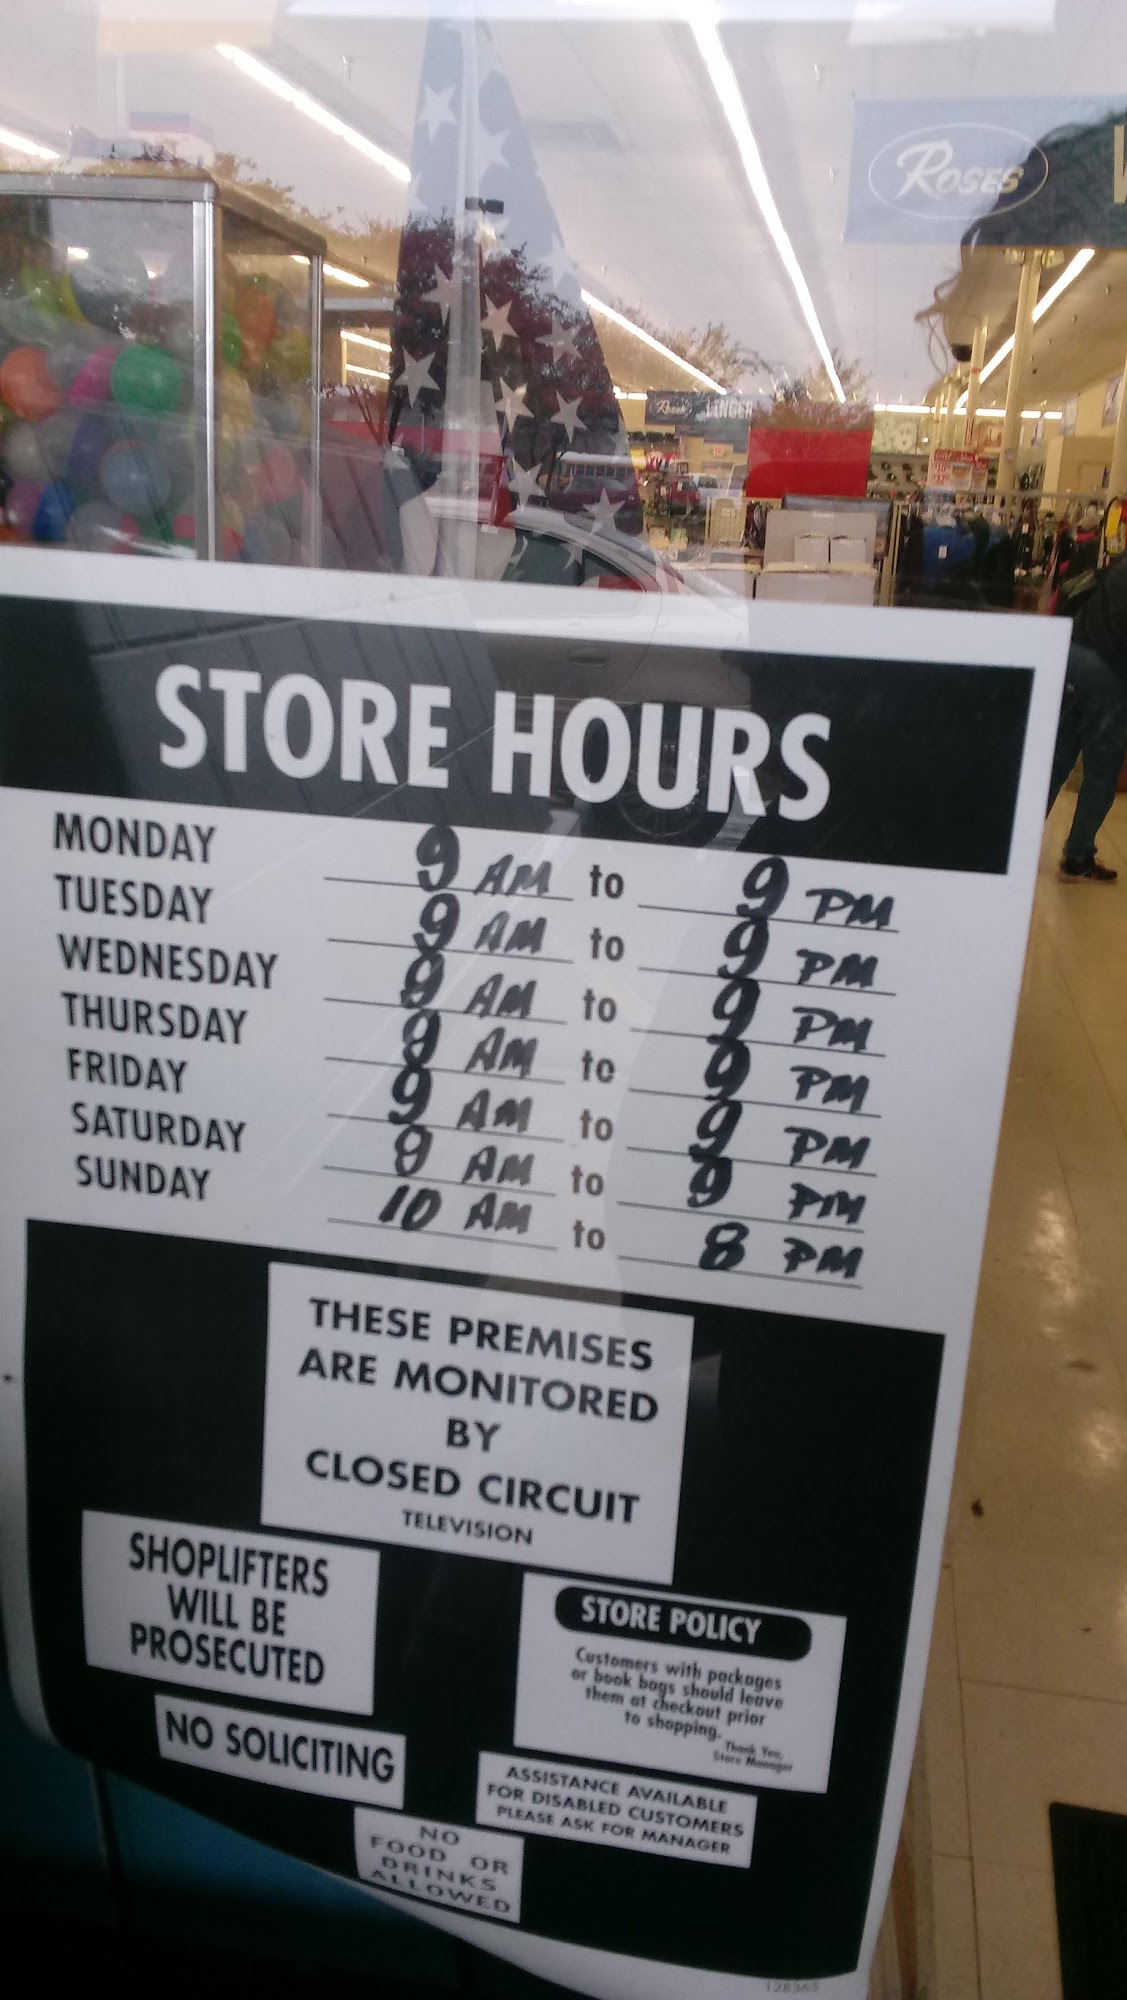 ROSES
Roses LINGER
STORE HOURS
MONDAY 9 AM to 9 PM
TUESDAY 9 AM to 9 PM
WEDNESDAY 9 AM to 9 PM
THURSDAY 9 AM to 9 PM
FRIDAY 9 AM to 9 PM
SATURDAY 9 AM to 9 PM
SUNDAY 10 AM to 8 PM
THESE PREMISES
ARE MONITORED
BY
CLOSED CIRCUIT
TELEVISION
SHOPLIFTERS
WILL BE
PROSECUTED
STORE POLICY
Customers with packages
or book bags should leave
them at checkout prior
to shopping.
Thank You,
Store Manager
NO SOLICITING
ASSISTANCE AVAILABLE
FOR DISABLED CUSTOMERS
PLEASE ASK FOR MANAGER
NO
FOOD OR
DRINKS
ALLOWED
128365